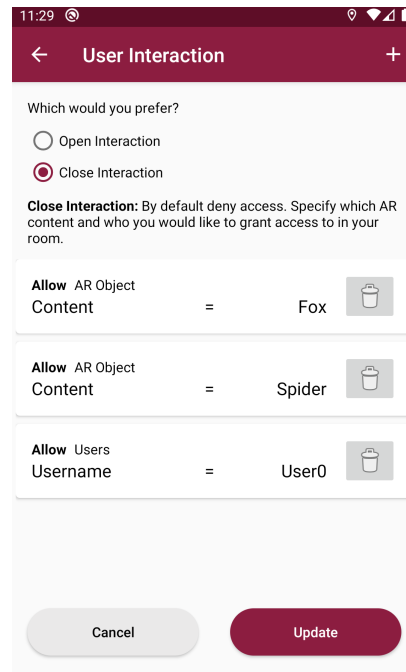 11:29
User Interaction +
Which would you prefer?
Open Interaction
Close Interaction
Close Interaction: By default deny access. Specify which AR
content and who you would like to grant access to in your
room.
Allow AR Object
Content = Fox
Allow AR Object
Content = Spider
Allow Users
Username = User0
Cancel Update